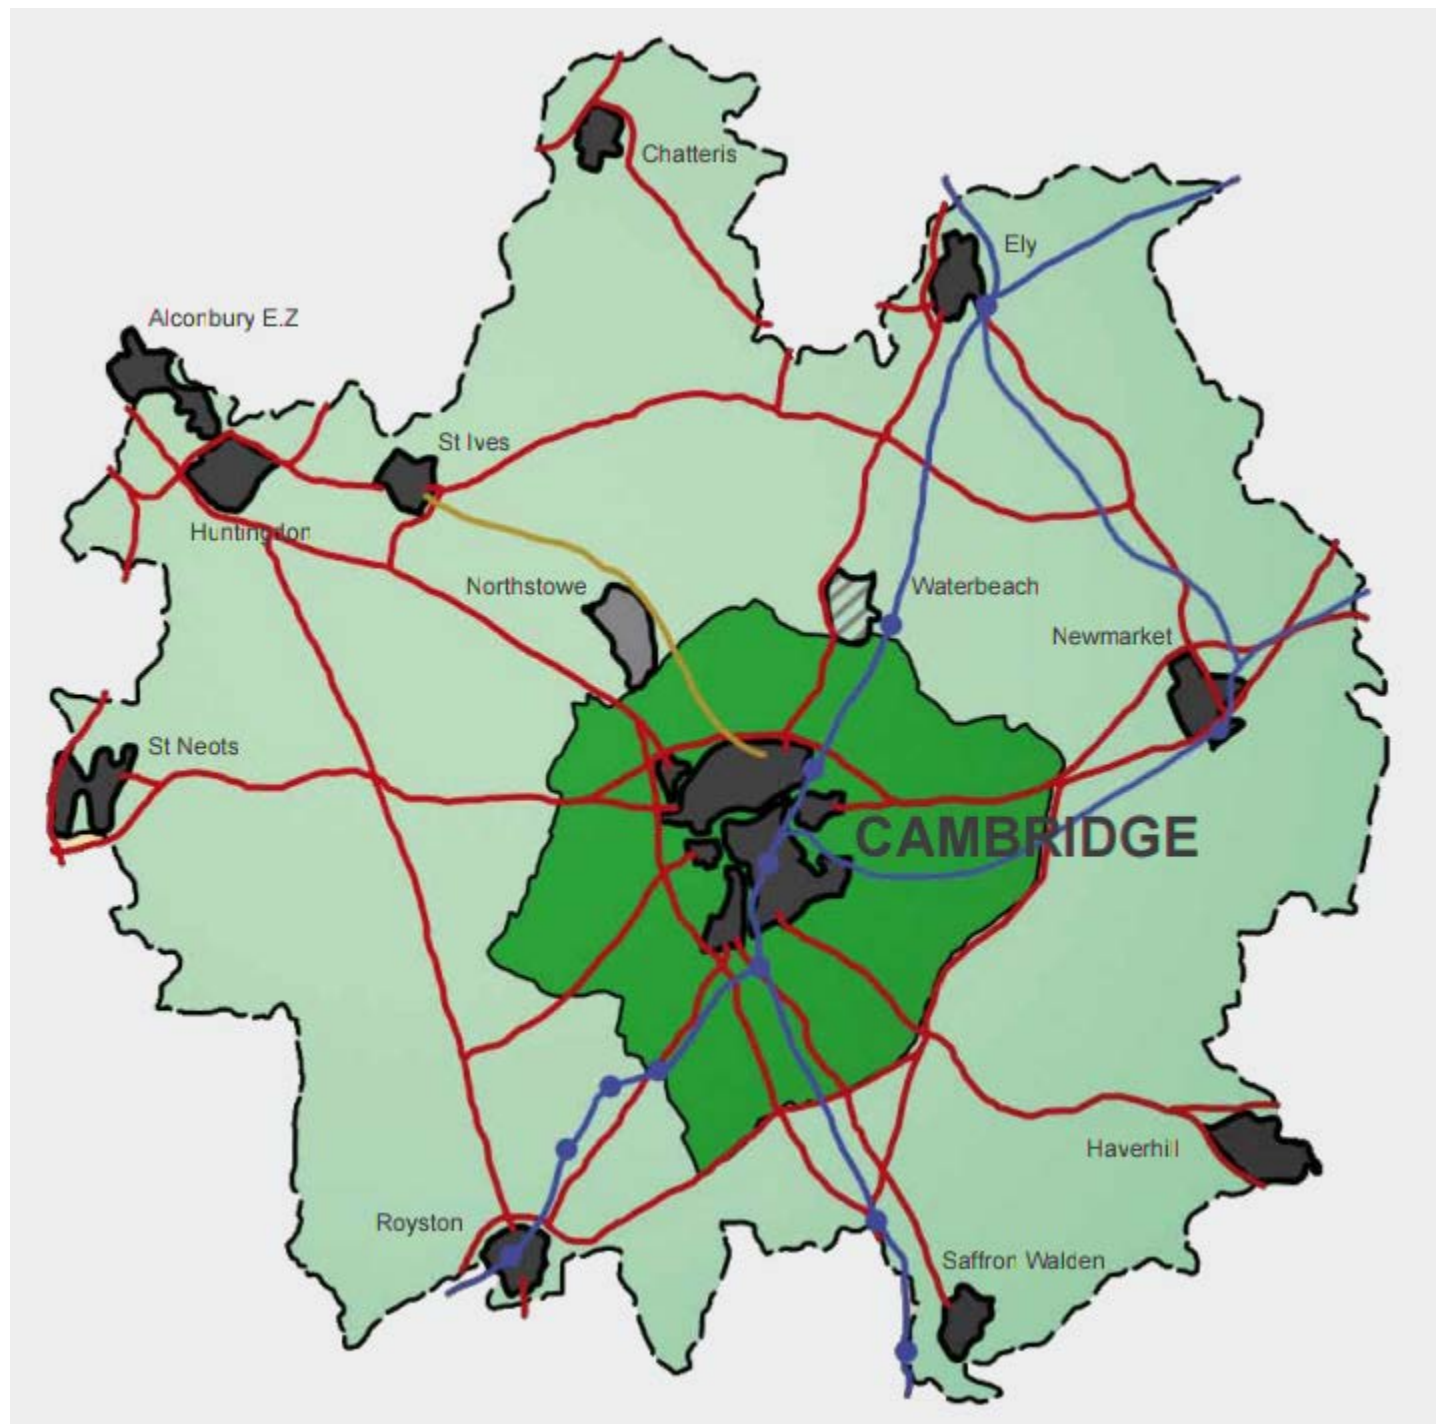 Chatteris
Ely
Alconbury E.Z
St Ives
Huntingdon
Northstowe
Waterbeach
Newmarket
St Neots
CAMBRIDGE
Haverhill
Royston
Saffron Walden